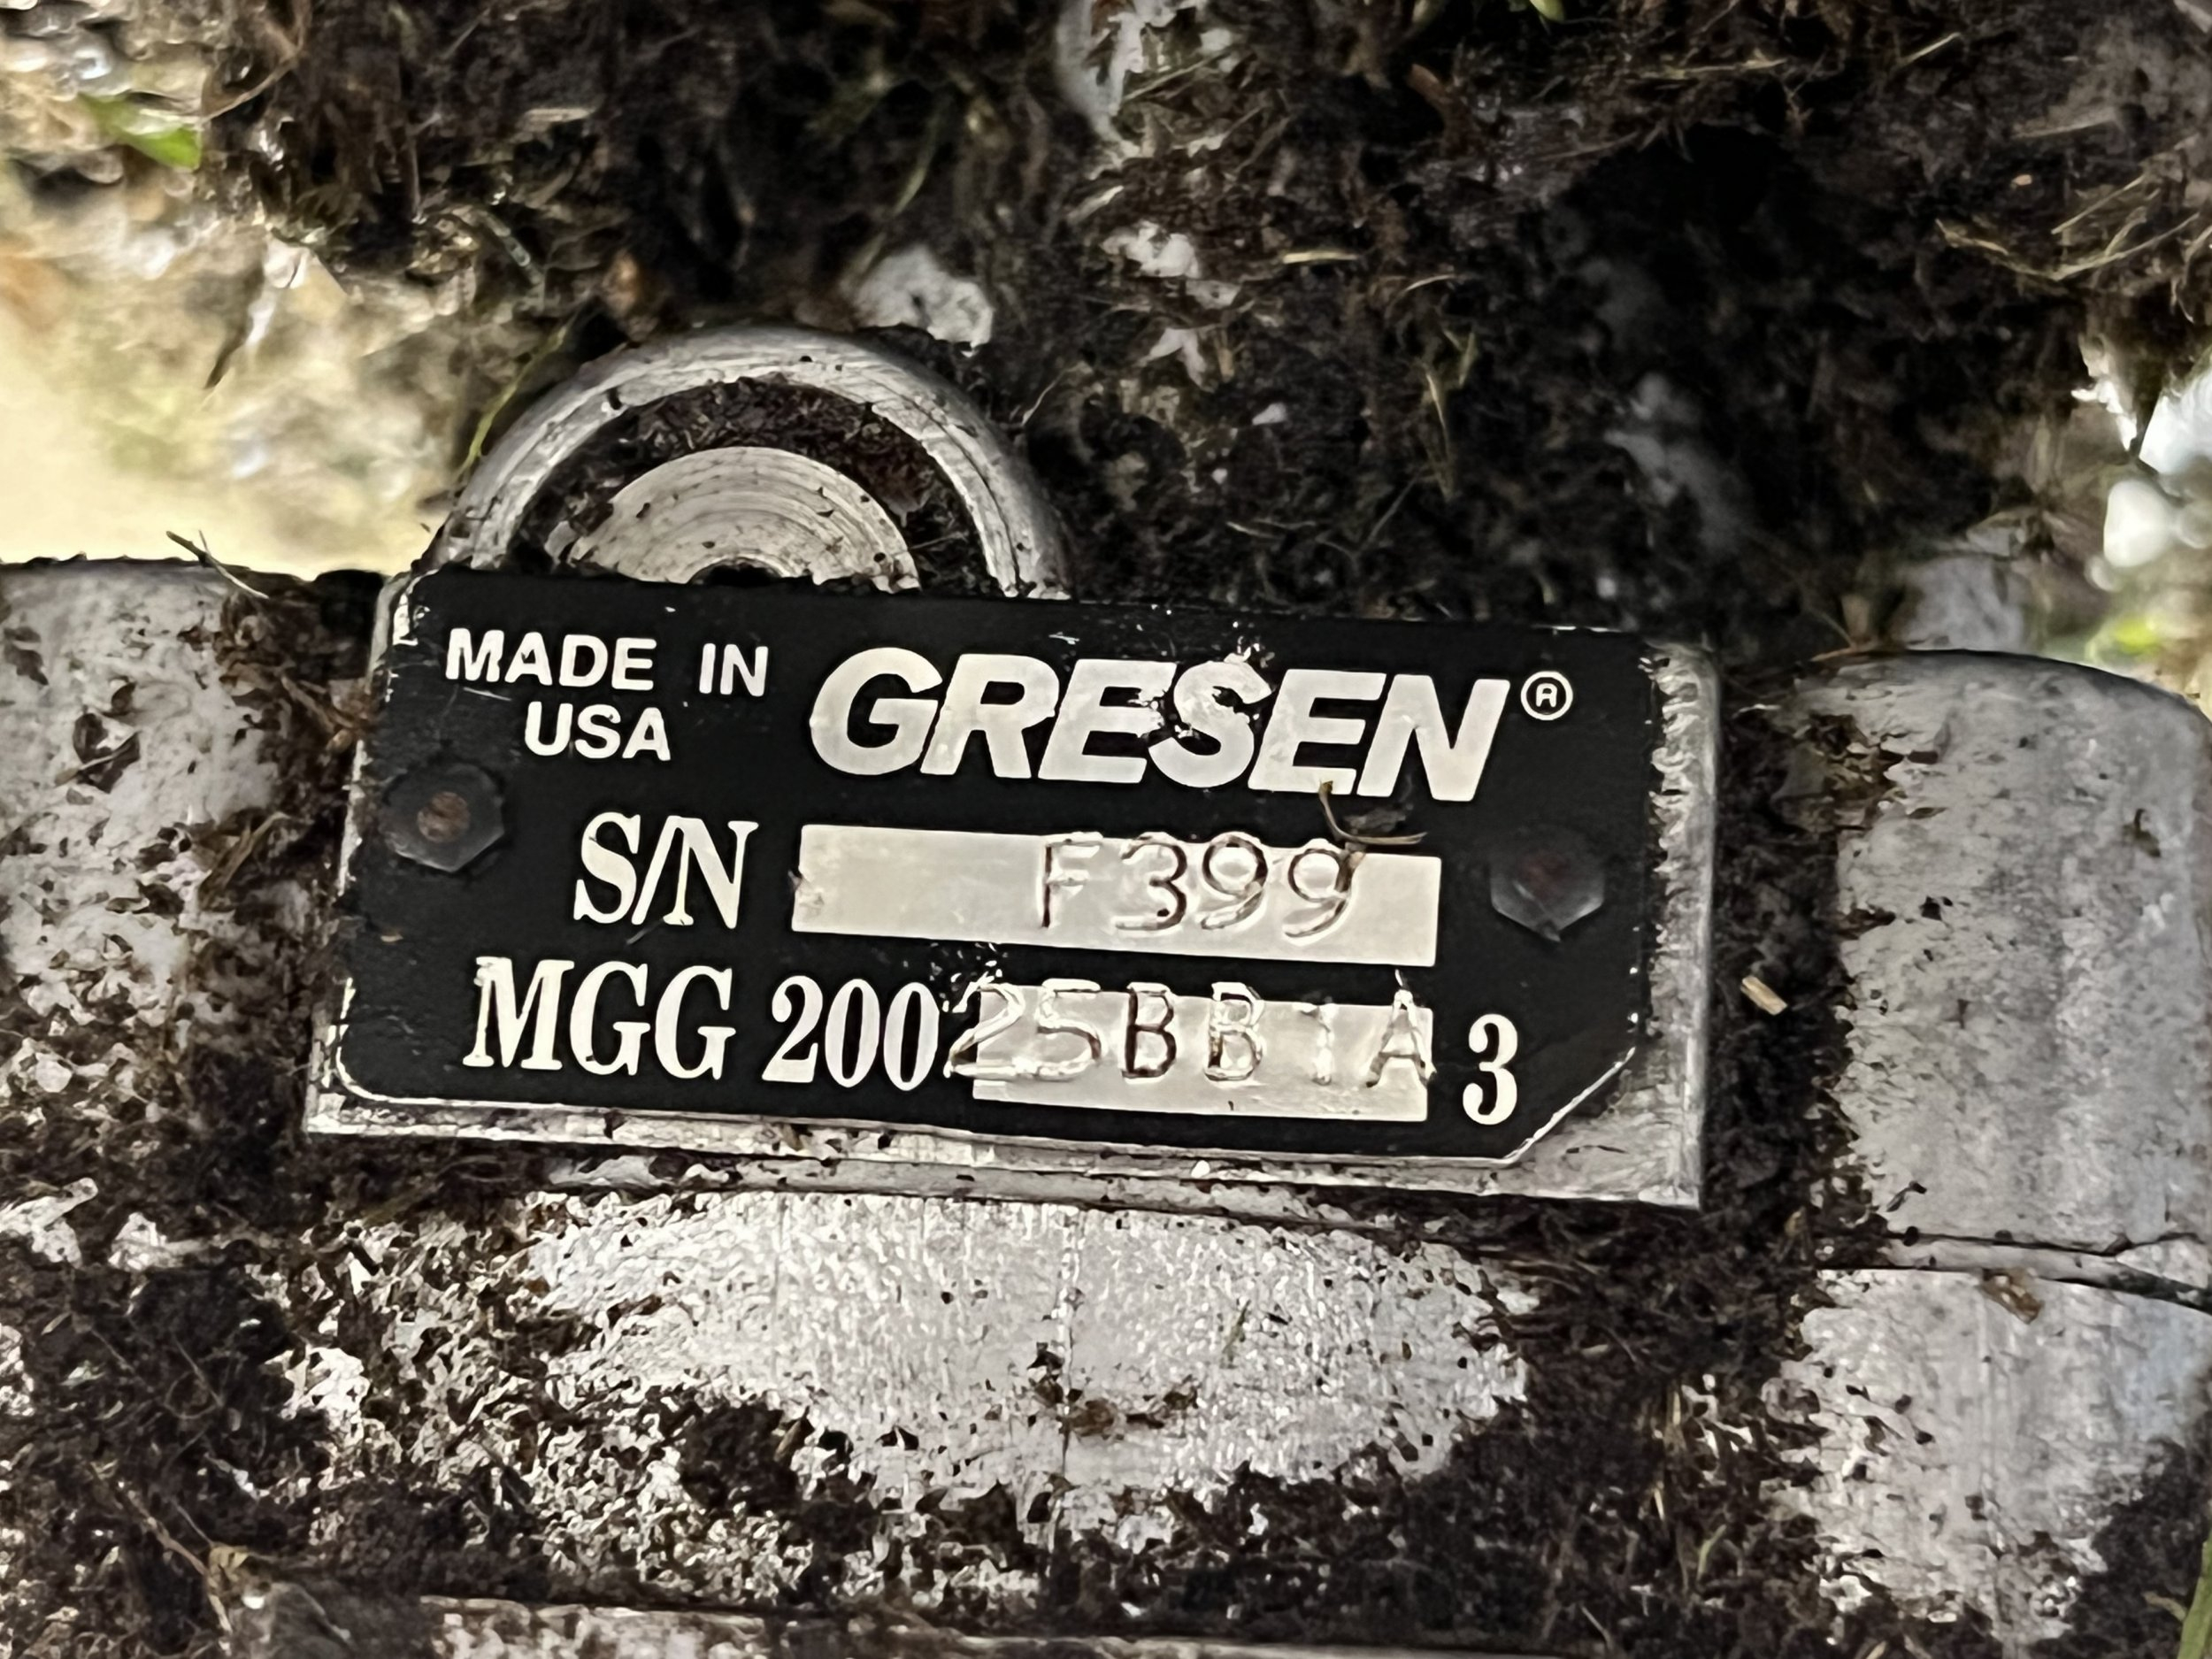 MADE IN
USA
GRESEN®
S/N F399
MGG 20025BB1A3